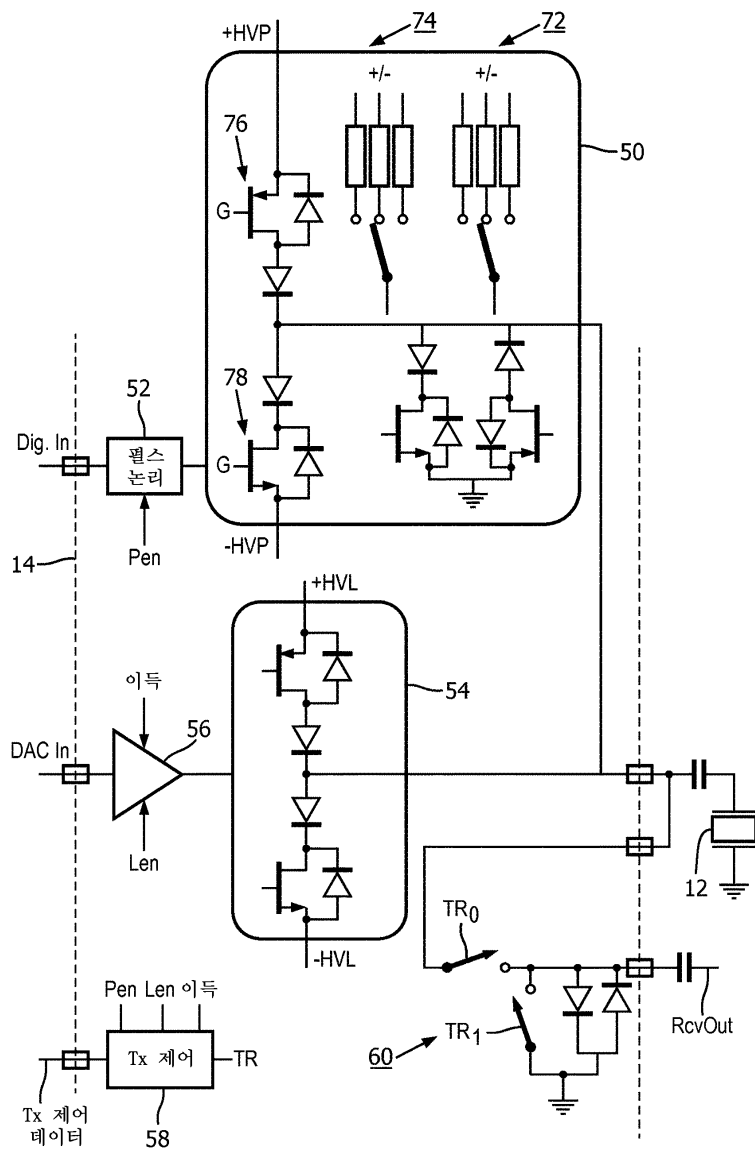 +HVP
74
72
+/-
+/-
76
50
G
52
78
Dig. In
펄스
논리
G
Pen
14
-HVP
+HVL
이득
56
54
DAC In
Len
12
-HVL
TR0
Pen Len 이득
RcvOut
60
TR1
Tx 제어
TR
Tx 제어
데이터
58